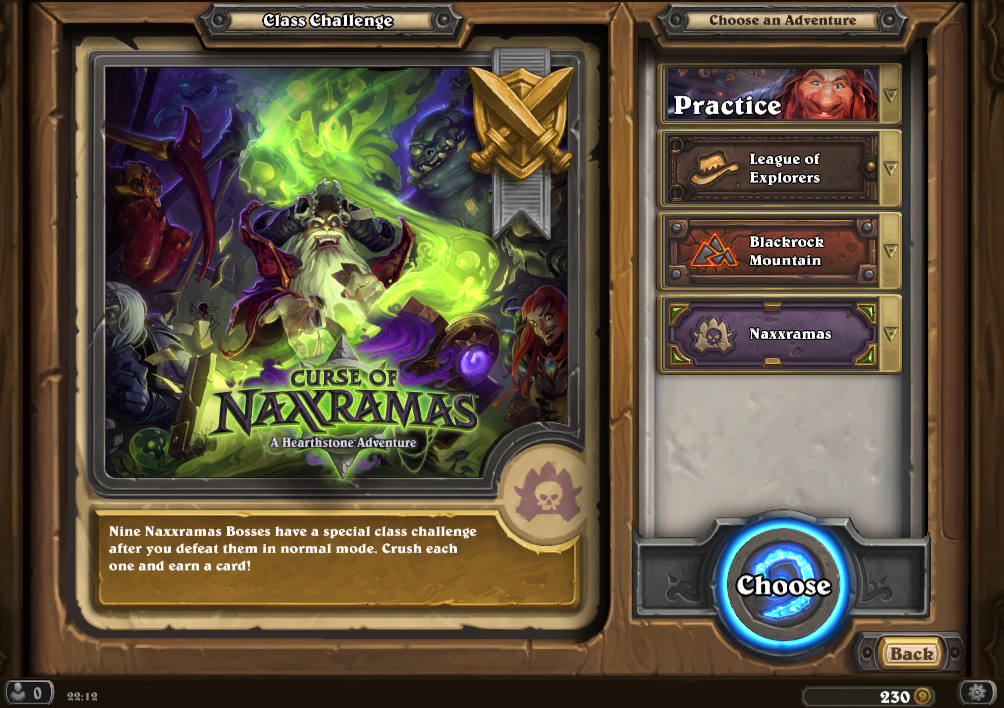 Class Challenge
CURSE OF
NAXXRAMAS
A Hearthstone Adventure
Nine Naxxramas Bosses have a special class challenge
after you defeat them in normal mode. Crush each
one and earn a card!
Choose an Adventure
Practice
League of
Explorers
Blackrock
Mountain
Naxxramas
Choose
Back
0
22:12
230